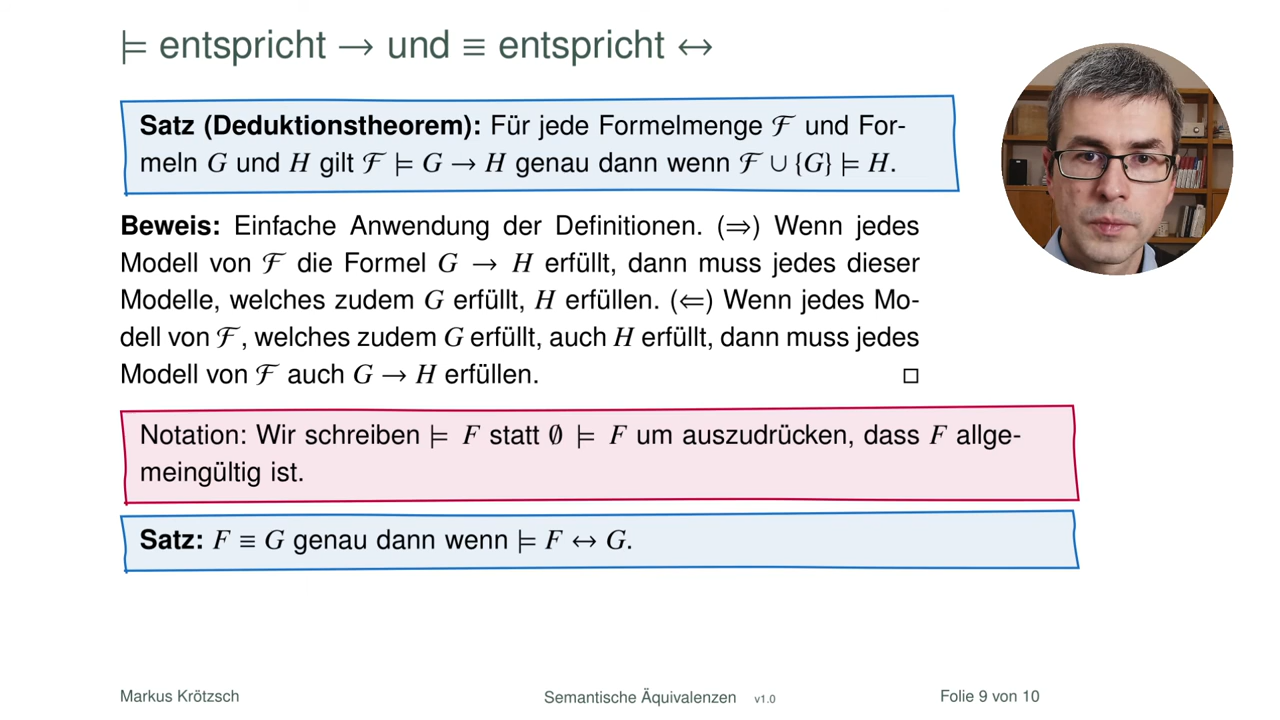 ⊨ entspricht → und ≡ entspricht ↔
Satz (Deduktionstheorem): Für jede Formelmenge ℱ und For-
meln G und H gilt ℱ ⊨ G → H genau dann wenn ℱ ∪ {G} ⊨ H.
Beweis: Einfache Anwendung der Definitionen. (⇒) Wenn jedes
Modell von ℱ die Formel G → H erfüllt, dann muss jedes dieser
Modelle, welches zudem G erfüllt, H erfüllen. (⇐) Wenn jedes Mo-
dell von ℱ, welches zudem G erfüllt, auch H erfüllt, dann muss jedes
Modell von ℱ auch G → H erfüllen. □
Notation: Wir schreiben ⊨ F statt ∅ ⊨ F um auszudrücken, dass F allge-
meingültig ist.
Satz: F ≡ G genau dann wenn ⊨ F ↔ G.
Markus Krötzsch Semantische Äquivalenzen v1.0 Folie 9 von 10